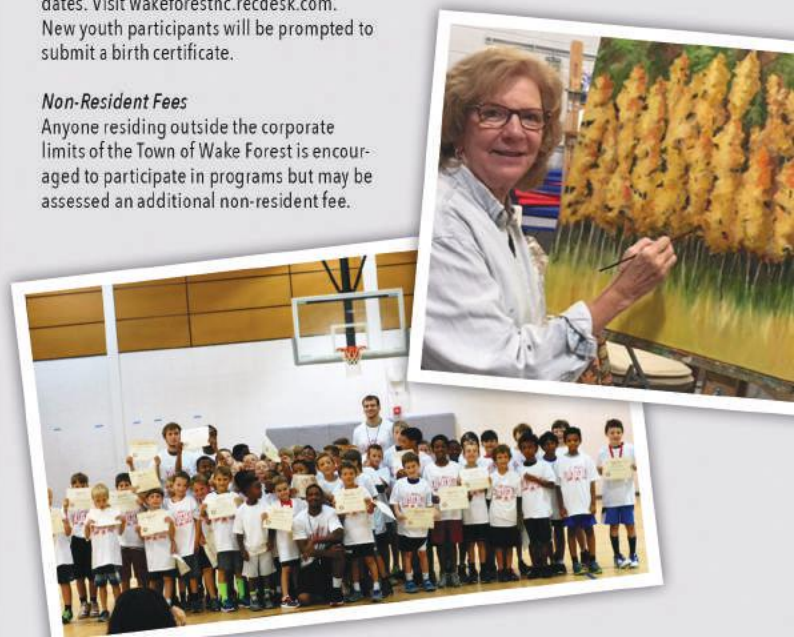 dates. Visit wakeforestnc.recdesk.com.
New youth participants will be prompted to
submit a birth certificate.
Non-Resident Fees
Anyone residing outside the corporate
limits of the Town of Wake Forest is encour-
aged to participate in programs but may be
assessed an additional non-resident fee.